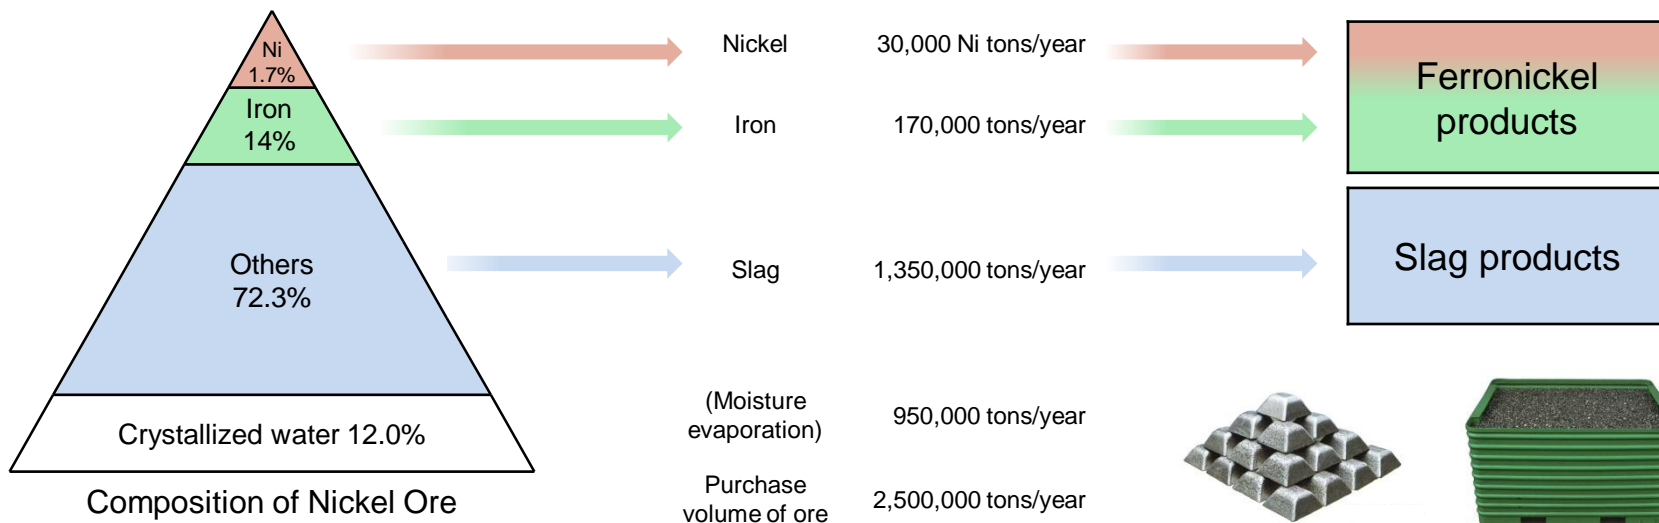 Ni
1.7%
Nickel
30,000 Ni tons/year
Ferronickel
products
Iron
14%
Iron
170,000 tons/year
Others
72.3%
Slag
1,350,000 tons/year
Slag products
Crystallized water 12.0%
(Moisture
evaporation)
950,000 tons/year
Composition of Nickel Ore
Purchase
volume of ore
2,500,000 tons/year